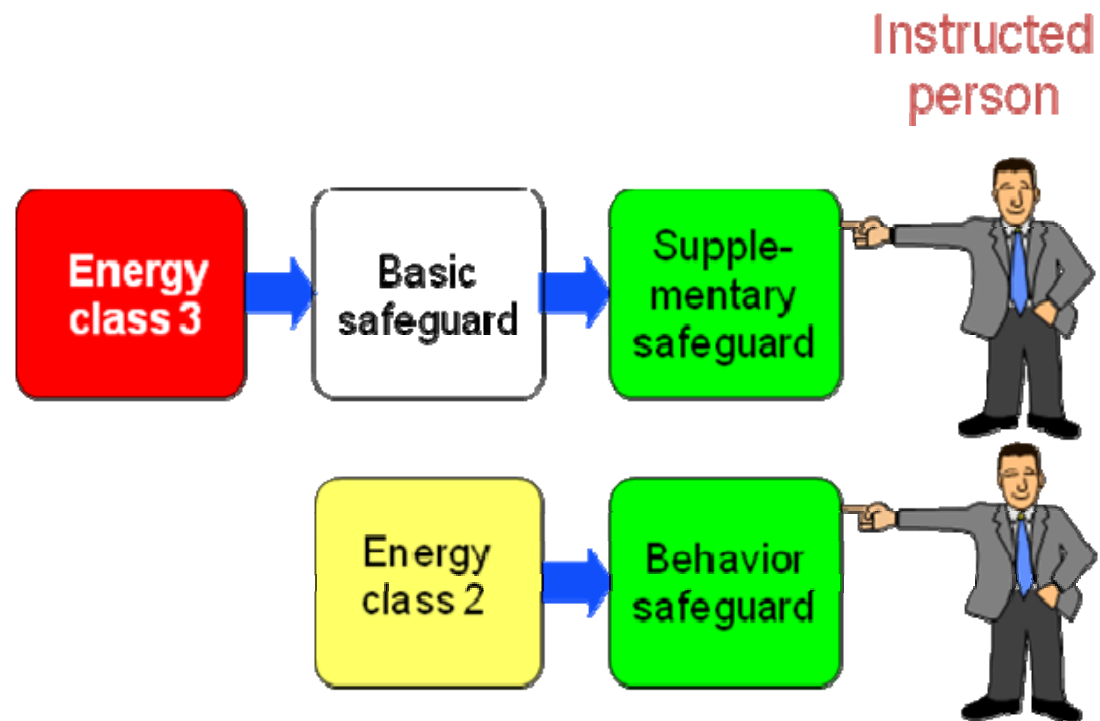 Instructed
person
Energy
class 3
Basic
safeguard
Supple-
mentary
safeguard
Energy
class 2
Behavior
safeguard